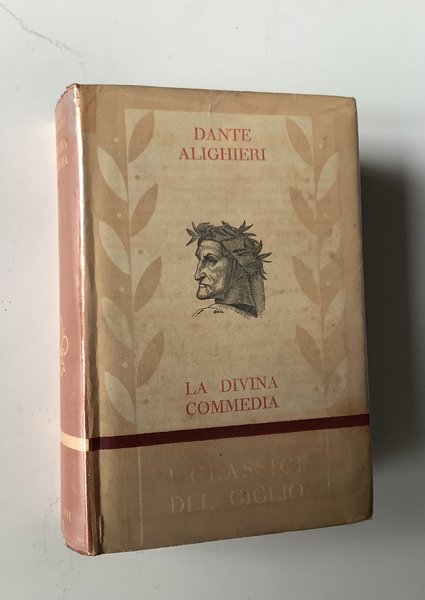 DANTE
ALIGHIERI
LA DIVINA
COMMEDIA
I CLASSICI
DEL GIGLIO